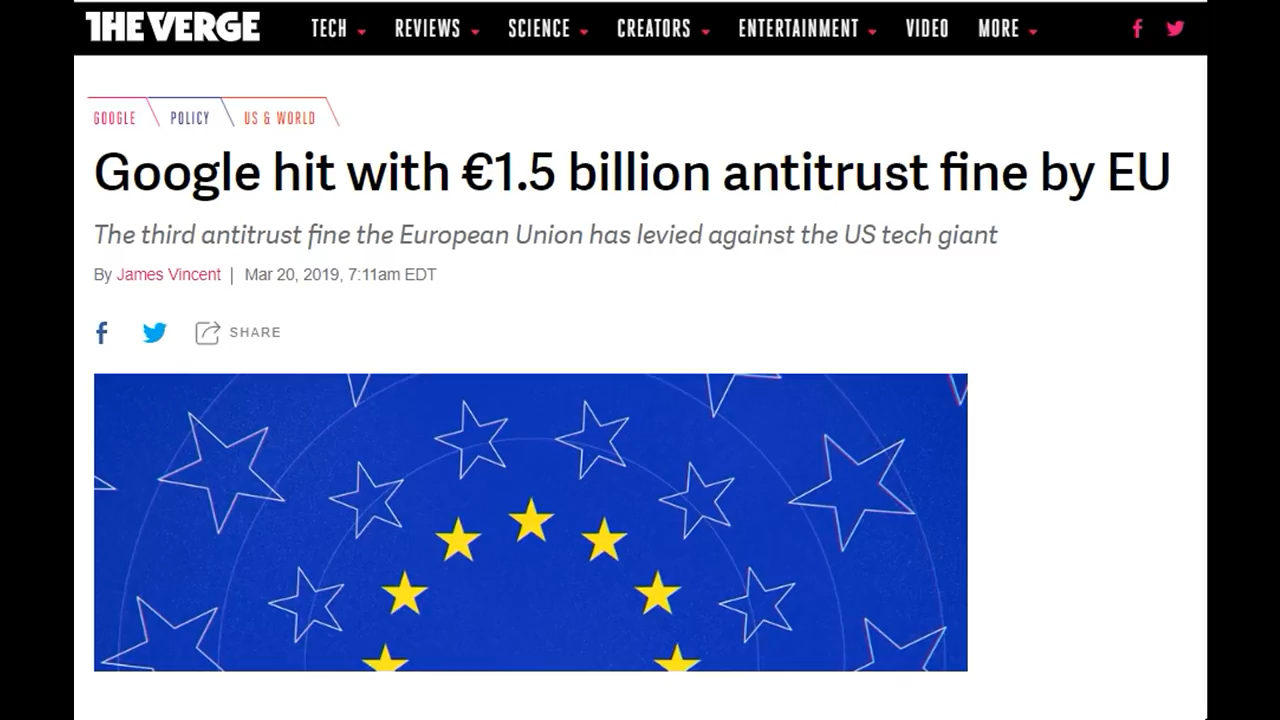 THE VERGE TECH REVIEWS SCIENCE CREATORS ENTERTAINMENT VIDEO MORE
GOOGLE POLICY US & WORLD
Google hit with €1.5 billion antitrust fine by EU
The third antitrust fine the European Union has levied against the US tech giant
By James Vincent | Mar 20, 2019, 7:11am EDT
SHARE